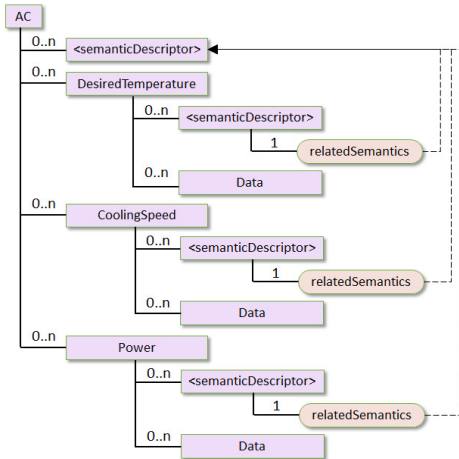 AC
0..n
<semanticDescriptor>
0..n
DesiredTemperature
0..n
<semanticDescriptor>
1
relatedSemantics
0..n
Data
0..n
CoolingSpeed
0..n
<semanticDescriptor>
1
relatedSemantics
0..n
Data
0..n
Power
0..n
<semanticDescriptor>
1
relatedSemantics
0..n
Data